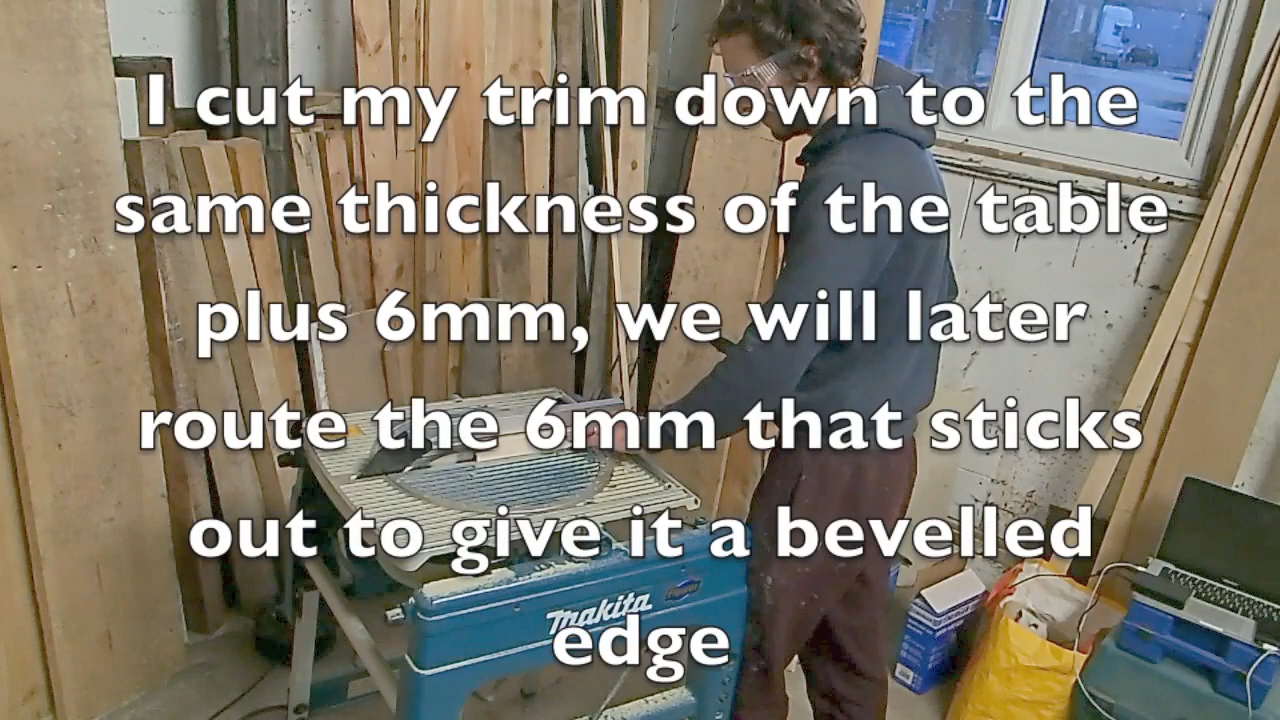 I cut my trim down to the
same thickness of the table
plus 6mm, we will later
route the 6mm that sticks
out to give it a bevelled
makita
edge